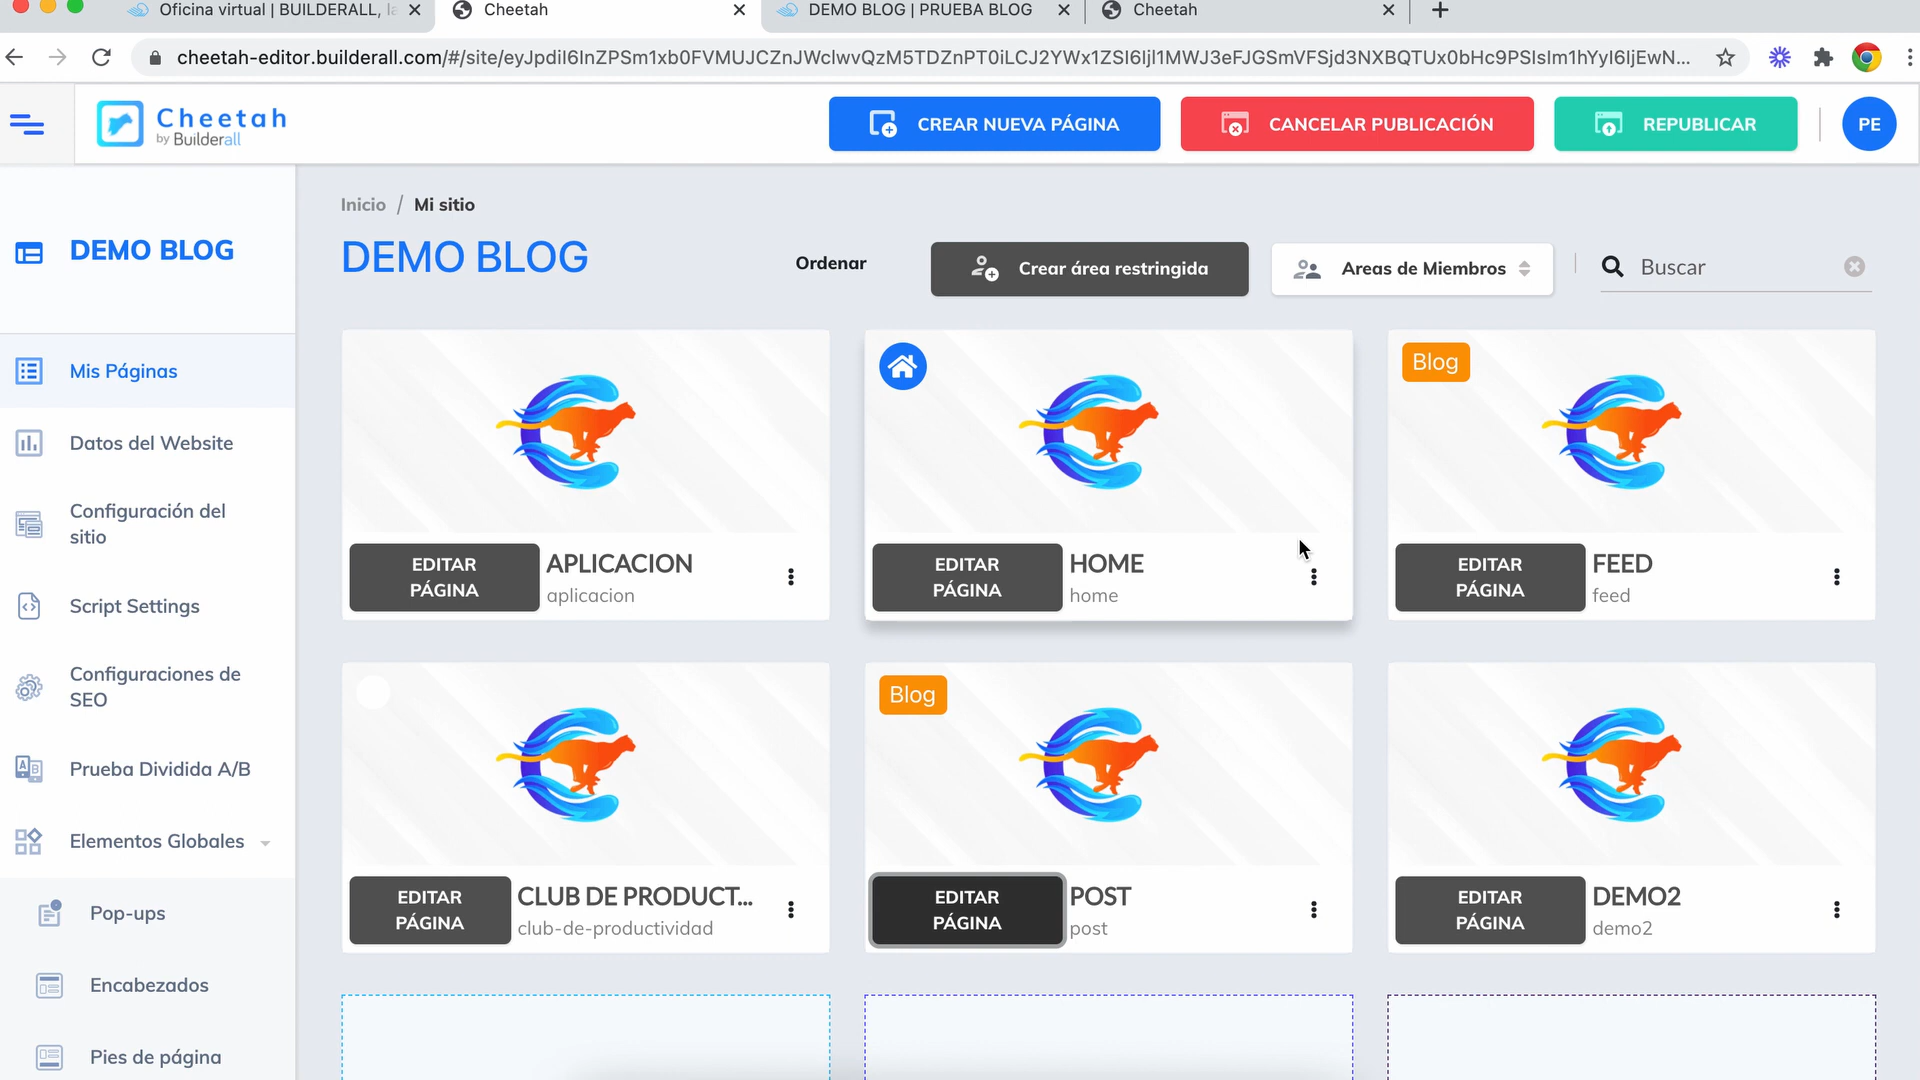 Oficina virtual | BUILDERALL, la
Cheetah
DEMO BLOG | PRUEBA BLOG
Cheetah
cheetah-editor.builderall.com/#/site/
Cheetah
by Builderall
CREAR NUEVA PÁGINA
CANCELAR PUBLICACIÓN
REPUBLICAR
PE
DEMO BLOG
Inicio / Mi sitio
DEMO BLOG
Ordenar
Crear área restringida
Areas de Miembros
Buscar
Mis Páginas
Datos del Website
Configuración del
sitio
Script Settings
Configuraciones de
SEO
Prueba Dividida A/B
Elementos Globales
Pop-ups
Encabezados
Pies de página
EDITAR
PÁGINA
APLICACION
aplicacion
EDITAR
PÁGINA
HOME
home
Blog
EDITAR
PÁGINA
FEED
feed
EDITAR
PÁGINA
CLUB DE PRODUCT...
club-de-productividad
Blog
EDITAR
PÁGINA
POST
post
EDITAR
PÁGINA
DEMO2
demo2